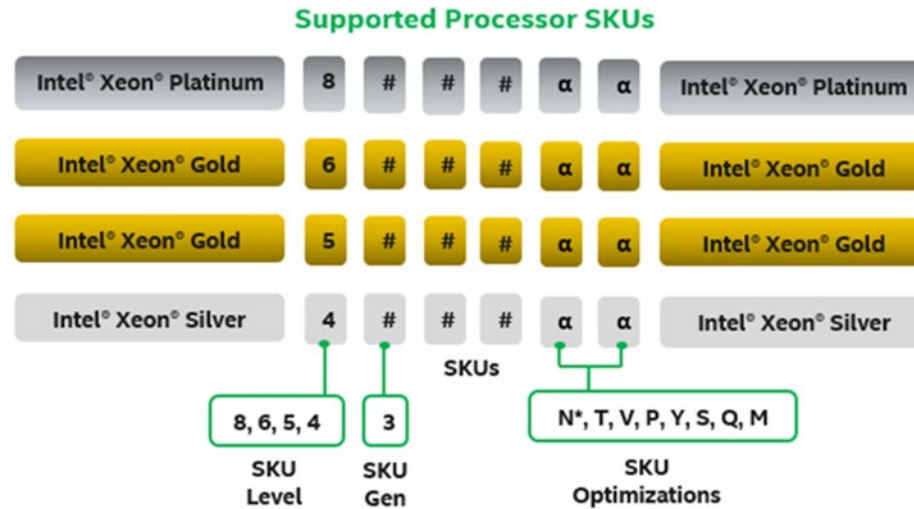 Supported Processor SKUs
Intel® Xeon® Platinum 8 # # # α α Intel® Xeon® Platinum
Intel® Xeon® Gold 6 # # # α α Intel® Xeon® Gold
Intel® Xeon® Gold 5 # # # α α Intel® Xeon® Gold
Intel® Xeon® Silver 4 # # # α α Intel® Xeon® Silver
SKUs
8, 6, 5, 4 3 N*, T, V, P, Y, S, Q, M
SKU SKU SKU
Level Gen Optimizations